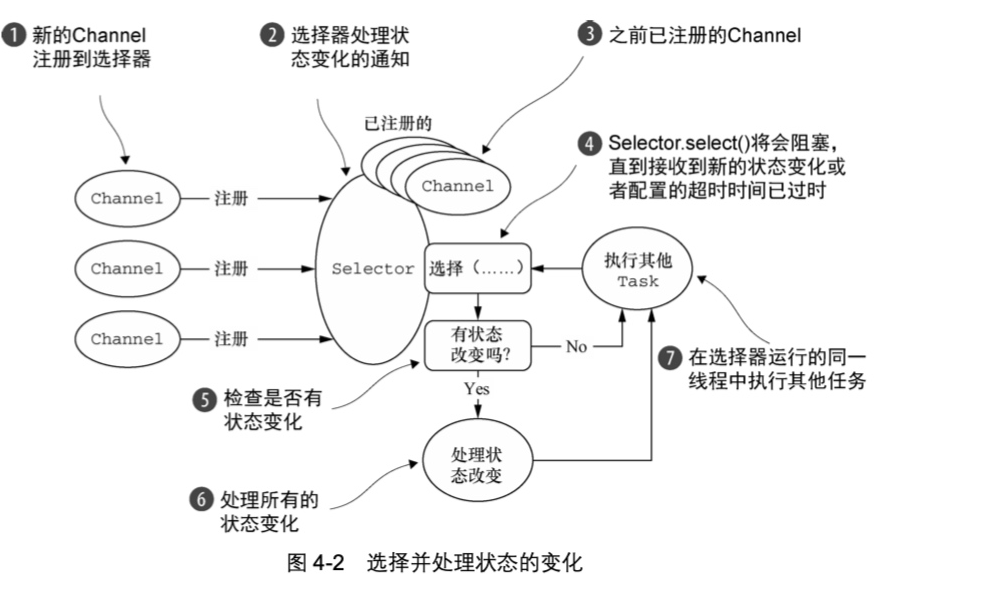 1 新的Channel
注册到选择器
2 选择器处理状
态变化的通知
3 之前已注册的Channel
已注册的
4 Selector.select()将会阻塞，
直到接收到新的状态变化或
者配置的超时时间已过时
Channel
Channel
注册
Channel
注册
Selector
选择（……）
执行其他
Task
Channel
注册
有状态
改变吗？
No
7 在选择器运行的同一
线程中执行其他任务
Yes
5 检查是否有
状态变化
处理状
态改变
6 处理所有的
状态变化
图 4-2 选择并处理状态的变化